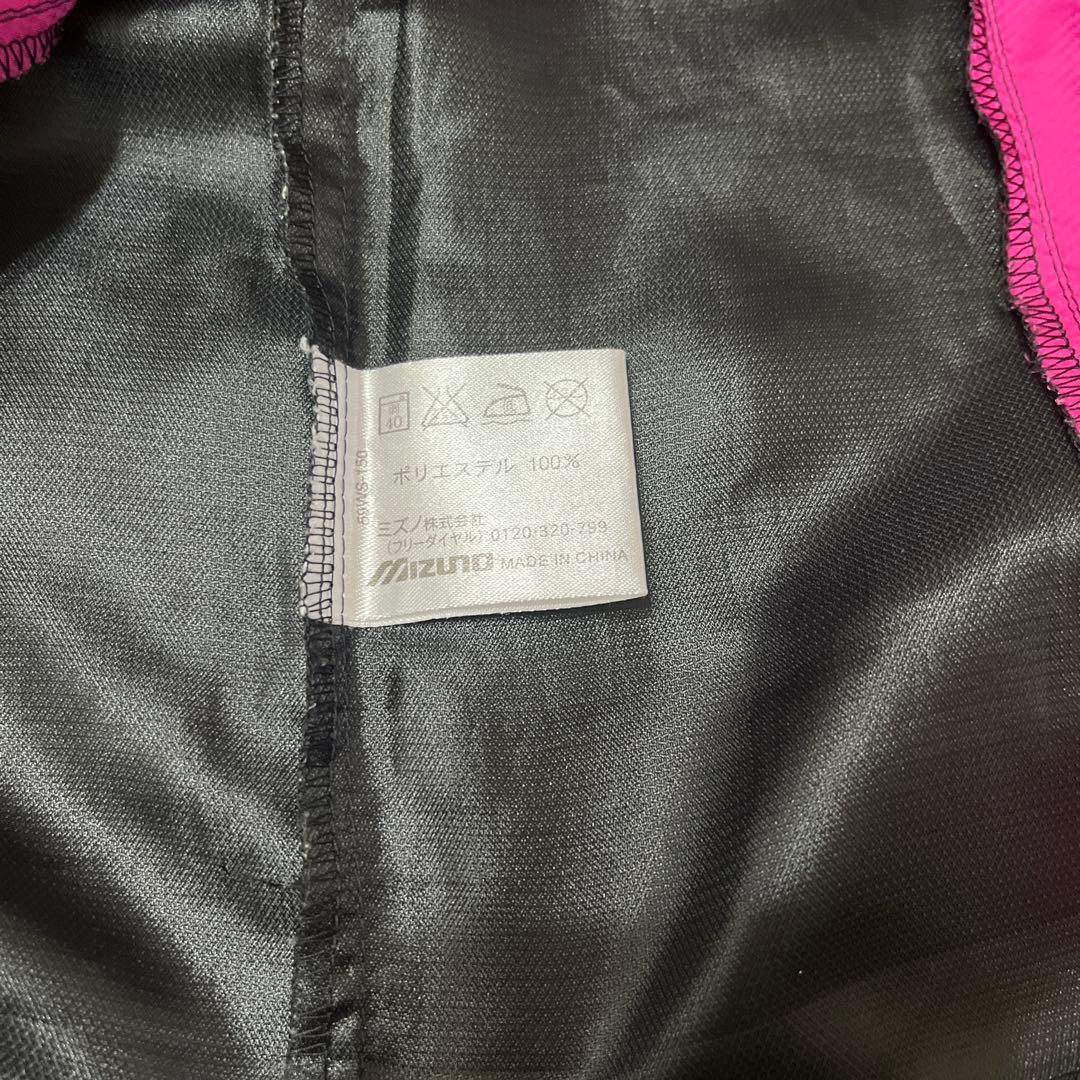 40
ポリエステル 100%
ミズノ株式会社
(フリーダイヤル) 0120-320-799
MIZUNO MADE IN CHINA